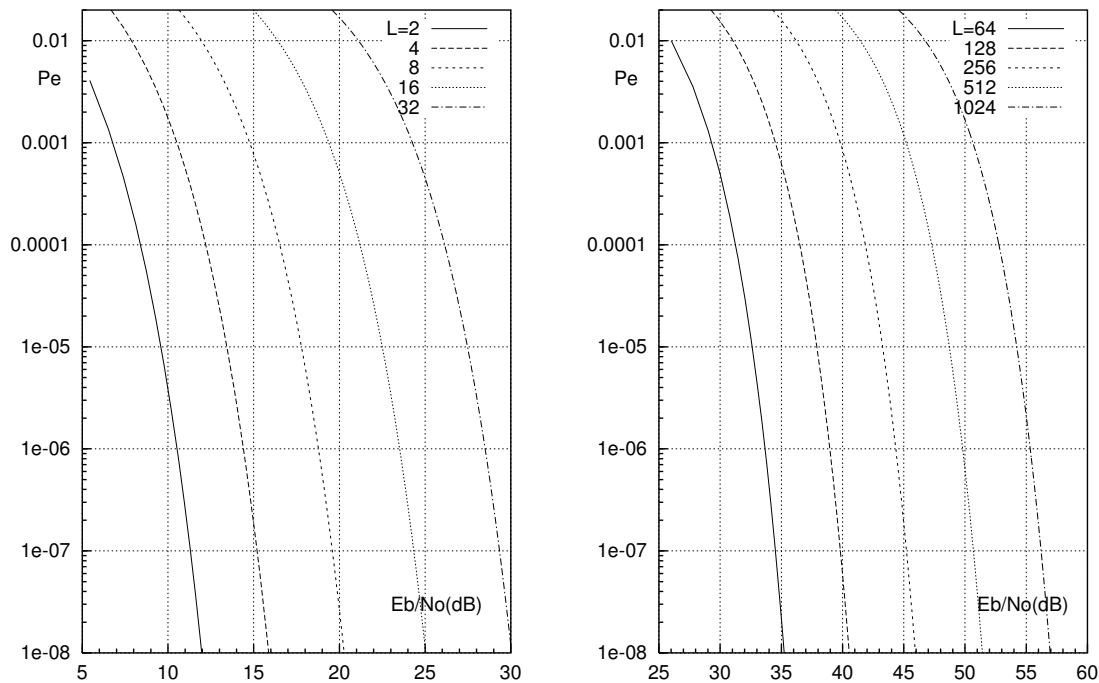 L=2
0.01
4
Pe
8
16
32
0.001
0.0001
1e-05
1e-06
1e-07
Eb/No(dB)
1e-08
5 10 15 20 25 30
L=64
0.01
128
Pe
256
512
1024
0.001
0.0001
1e-05
1e-06
1e-07
Eb/No(dB)
1e-08
25 30 35 40 45 50 55 60